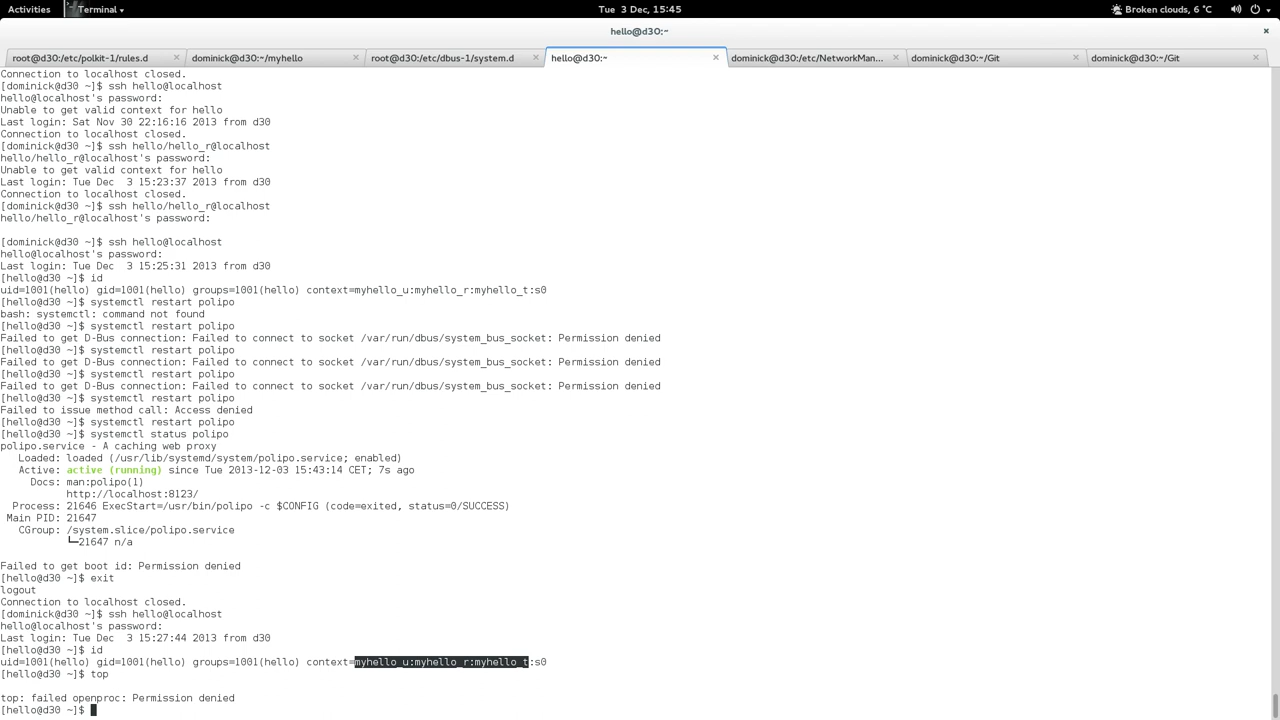 Activities
Terminal
Tue 3 Dec, 15:45
Broken clouds, 6 °C
hello@d30:~
root@d30:/etc/polkit-1/rules.d
dominick@d30:~/myhello
root@d30:/etc/dbus-1/system.d
hello@d30:~
dominick@d30:/etc/NetworkMan...
dominick@d30:~/Git
dominick@d30:~/Git
Connection to localhost closed.
[dominick@d30 ~]$ ssh hello@localhost
hello@localhost's password:
Unable to get valid context for hello
Last login: Sat Nov 30 22:16:16 2013 from d30
Connection to localhost closed.
[dominick@d30 ~]$ ssh hello/hello_r@localhost
hello/hello_r@localhost's password:
Unable to get valid context for hello
Last login: Tue Dec  3 15:23:37 2013 from d30
Connection to localhost closed.
[dominick@d30 ~]$ ssh hello/hello_r@localhost
hello/hello_r@localhost's password:
[dominick@d30 ~]$ ssh hello@localhost
hello@localhost's password:
Last login: Tue Dec  3 15:25:31 2013 from d30
[hello@d30 ~]$ id
uid=1001(hello) gid=1001(hello) groups=1001(hello) context=myhello_u:myhello_r:myhello_t:s0
[hello@d30 ~]$ systemctl restart polipo
bash: systemctl: command not found
[hello@d30 ~]$ systemctl restart polipo
Failed to get D-Bus connection: Failed to connect to socket /var/run/dbus/system_bus_socket: Permission denied
[hello@d30 ~]$ systemctl restart polipo
Failed to get D-Bus connection: Failed to connect to socket /var/run/dbus/system_bus_socket: Permission denied
[hello@d30 ~]$ systemctl restart polipo
Failed to get D-Bus connection: Failed to connect to socket /var/run/dbus/system_bus_socket: Permission denied
[hello@d30 ~]$ systemctl restart polipo
Failed to issue method call: Access denied
[hello@d30 ~]$ systemctl restart polipo
[hello@d30 ~]$ systemctl status polipo
polipo.service - A caching web proxy
   Loaded: loaded (/usr/lib/systemd/system/polipo.service; enabled)
   Active: active (running) since Tue 2013-12-03 15:43:14 CET; 7s ago
     Docs: man:polipo(1)
           http://localhost:8123/
  Process: 21646 ExecStart=/usr/bin/polipo -c $CONFIG (code=exited, status=0/SUCCESS)
 Main PID: 21647
   CGroup: /system.slice/polipo.service
           └─21647 n/a
Failed to get boot id: Permission denied
[hello@d30 ~]$ exit
logout
Connection to localhost closed.
[dominick@d30 ~]$ ssh hello@localhost
hello@localhost's password:
Last login: Tue Dec  3 15:27:44 2013 from d30
[hello@d30 ~]$ id
uid=1001(hello) gid=1001(hello) groups=1001(hello) context=myhello_u:myhello_r:myhello_t:s0
[hello@d30 ~]$ top
top: failed openproc: Permission denied
[hello@d30 ~]$